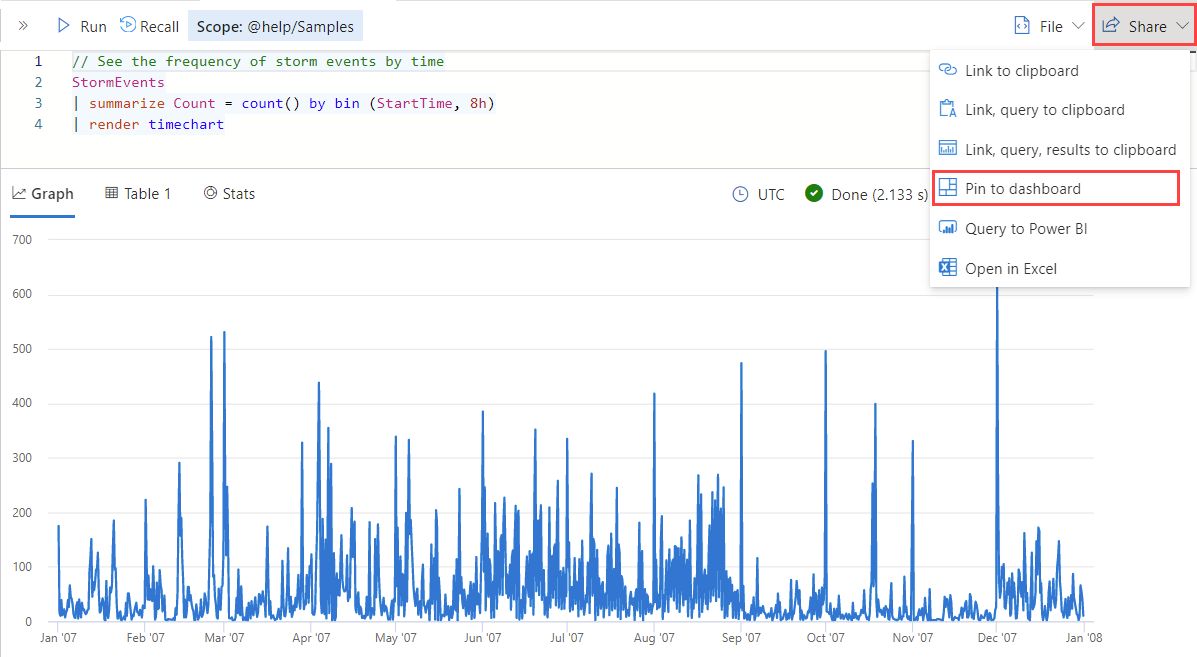 Run Recall Scope: @help/Samples File Share
1 // See the frequency of storm events by time
2 StormEvents
3 | summarize Count = count() by bin (StartTime, 8h)
4 | render timechart
Link to clipboard
Link, query to clipboard
Link, query, results to clipboard
Pin to dashboard
Query to Power BI
Open in Excel
Graph Table 1 Stats UTC Done (2.133 s)
700
600
500
400
300
200
100
0
Jan '07 Feb '07 Mar '07 Apr '07 May '07 Jun '07 Jul '07 Aug '07 Sep '07 Oct '07 Nov '07 Dec '07 Jan '08